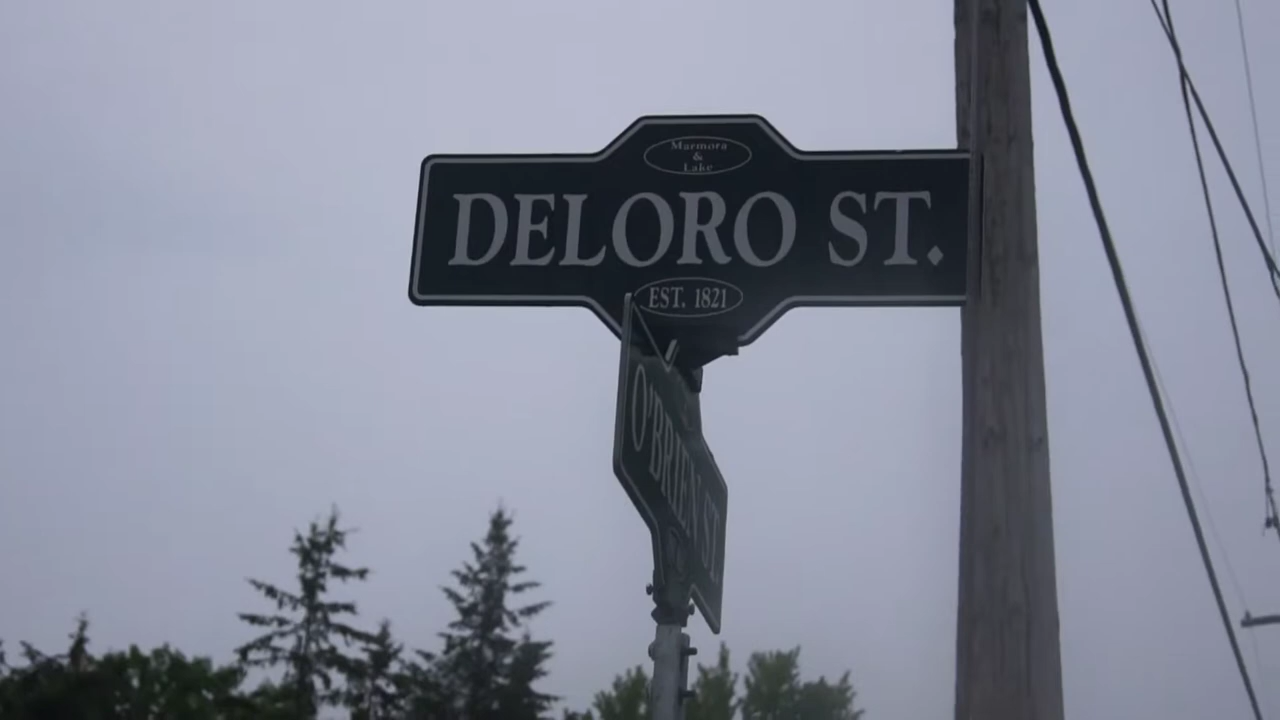 Marmora
&
Lake
DELORO ST.
EST. 1821
O'BRIEN ST.